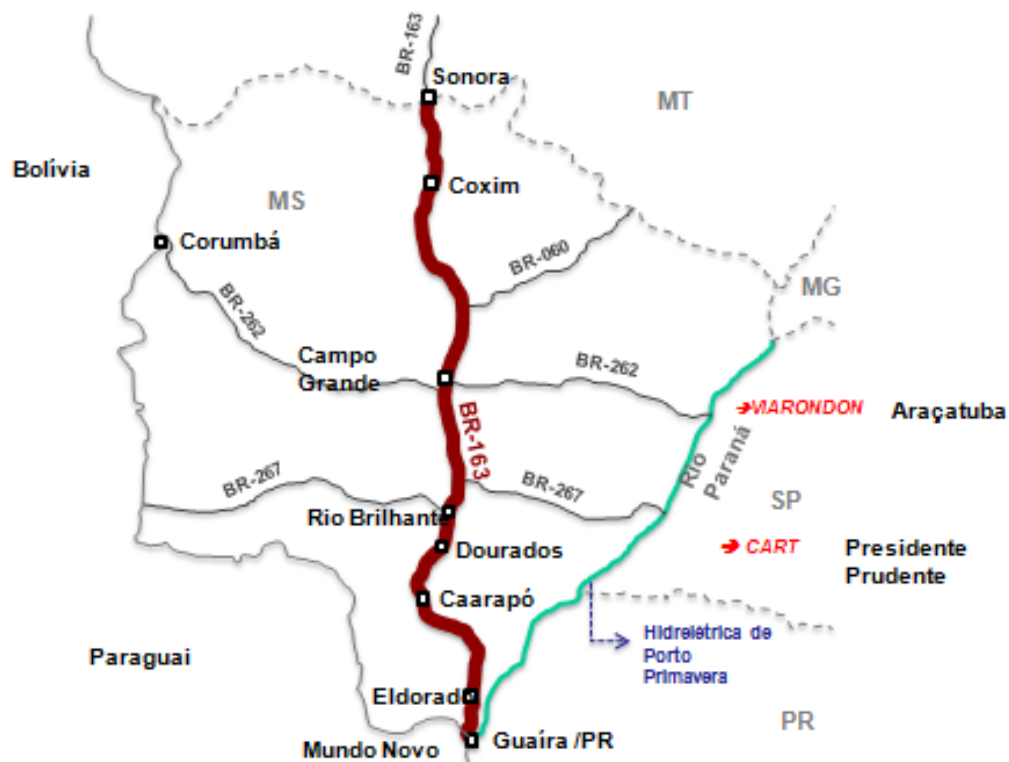 BR-163
Sonora
MT
Bolívia
Coxim
MS
Corumbá
BR-060
MG
BR-262
Campo
Grande
BR-262
VIARONDON
Araçatuba
BR-163
Rio
Paraná
BR-267
BR-267
SP
Rio Brilhante
Dourados
CART
Presidente
Prudente
Caarapó
Hidrelétrica de
Porto
Primavera
Paraguai
Eldorado
PR
Guaíra /PR
Mundo Novo